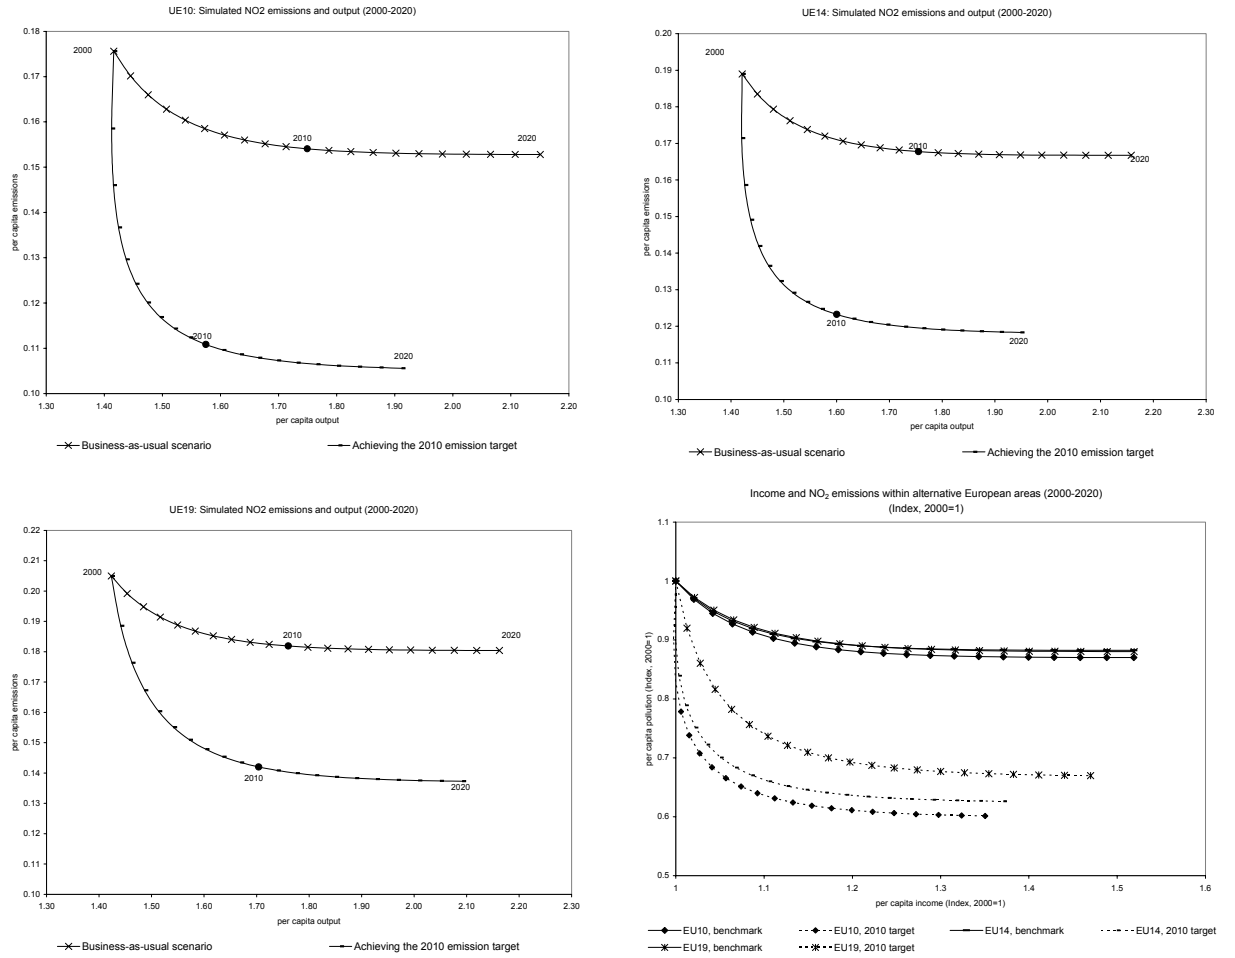 UE10: Simulated NO2 emissions and output (2000-2020)
0.18
0.17
0.16
0.15
0.14
0.13
0.12
0.11
0.10
per capita emissions
2000
2010
2020
2010
2020
1.30 1.40 1.50 1.60 1.70 1.80 1.90 2.00 2.10 2.20
per capita output
Business-as-usual scenario Achieving the 2010 emission target
UE14: Simulated NO2 emissions and output (2000-2020)
0.20
0.19
0.18
0.17
0.16
0.15
0.14
0.13
0.12
0.11
0.10
per capita emissions
2000
2010
2020
2010
2020
1.30 1.40 1.50 1.60 1.70 1.80 1.90 2.00 2.10 2.20 2.30
per capita output
Business-as-usual scenario Achieving the 2010 emission target
UE19: Simulated NO2 emissions and output (2000-2020)
0.22
0.21
0.20
0.19
0.18
0.17
0.16
0.15
0.14
0.13
0.12
0.11
0.10
per capita emissions
2000
2010
2020
2010
2020
1.30 1.40 1.50 1.60 1.70 1.80 1.90 2.00 2.10 2.20 2.30
per capita output
Business-as-usual scenario Achieving the 2010 emission target
Income and NO2 emissions within alternative European areas (2000-2020)
(Index, 2000=1)
1.1
1
0.9
0.8
0.7
0.6
0.5
per capita pollution (Index, 2000=1)
1 1.1 1.2 1.3 1.4 1.5 1.6
per capita income (Index, 2000=1)
EU10, benchmark EU10, 2010 target EU14, benchmark EU14, 2010 target
EU19, benchmark EU19, 2010 target